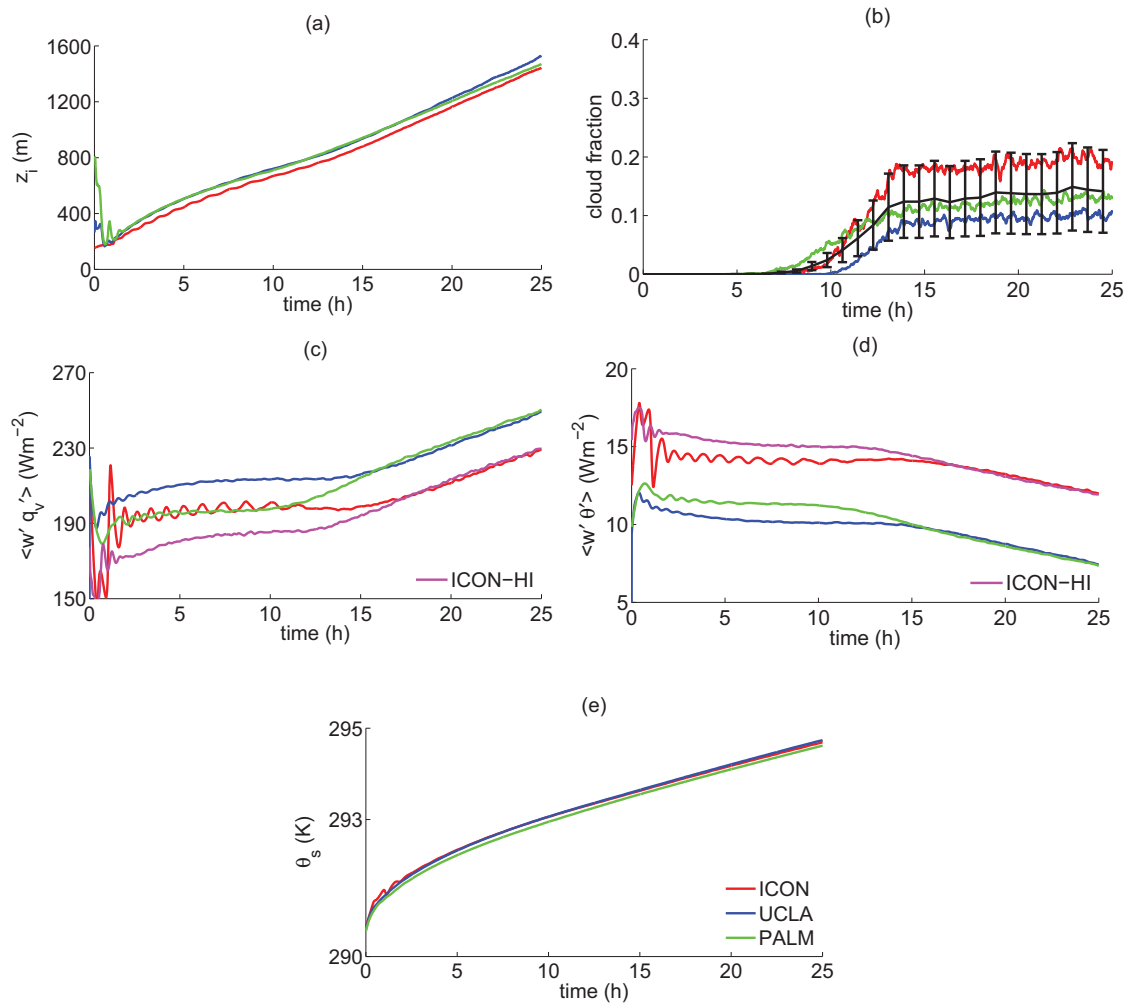 (a)
1600
1200
800
400
0
z_i (m)
0 5 10 15 20 25
time (h)
(b)
0.4
0.3
0.2
0.1
0
cloud fraction
0 5 10 15 20 25
time (h)
(c)
270
230
190
150
<w' q_v'> (Wm−2)
ICON−HI
0 5 10 15 20 25
time (h)
(d)
20
15
10
5
<w' θ'> (Wm−2)
ICON−HI
0 5 10 15 20 25
time (h)
(e)
295
293
290
θ_s (K)
ICON
UCLA
PALM
0 5 10 15 20 25
time (h)